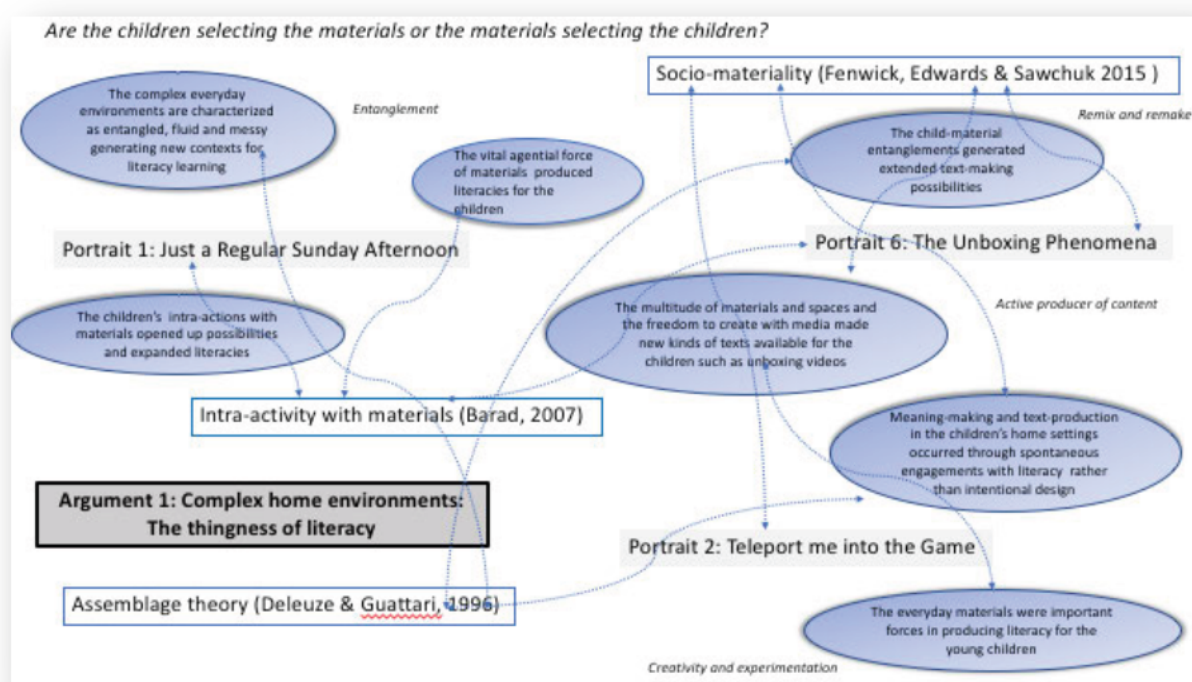 Are the children selecting the materials or the materials selecting the children?
Socio-materiality (Fenwick, Edwards & Sawchuk 2015 )
The complex everyday
environments are characterized
as entangled, fluid and messy
generating new contexts for
literacy learning
Entanglement
Remix and remake
The child-material
entanglements generated
extended text-making
possibilities
The vital agential force
of materials produced
literacies for the
children
Portrait 1: Just a Regular Sunday Afternoon
Portrait 6: The Unboxing Phenomena
The children's intra-actions with
materials opened up possibilities
and expanded literacies
The multitude of materials and spaces and
the freedom to create with media made
new kinds of texts available for the
children such as unboxing videos
Active producer of content
Intra-activity with materials (Barad, 2007)
Meaning-making and text-production
in the children's home settings
occurred through spontaneous
engagements with literacy rather
than intentional design
Argument 1: Complex home environments:
The thingness of literacy
Portrait 2: Teleport me into the Game
Assemblage theory (Deleuze & Guattari, 1996)
The everyday materials were important
forces in producing literacy for the
young children
Creativity and experimentation